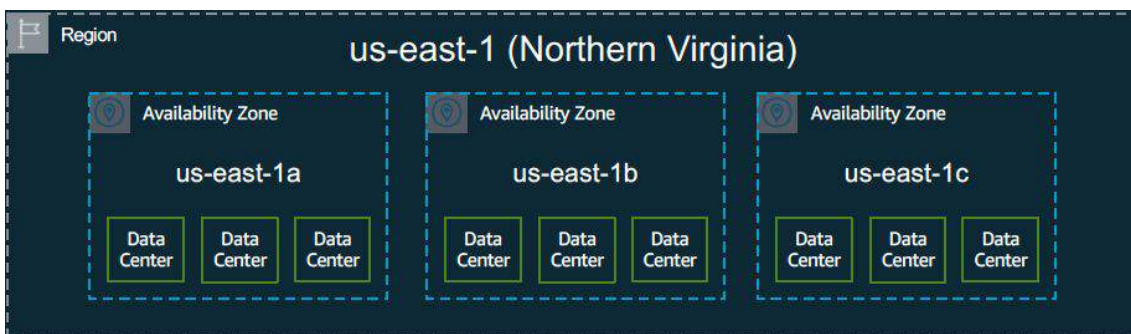 Region
us-east-1 (Northern Virginia)
Availability Zone
us-east-1a
Data Center
Data Center
Data Center
Availability Zone
us-east-1b
Data Center
Data Center
Data Center
Availability Zone
us-east-1c
Data Center
Data Center
Data Center